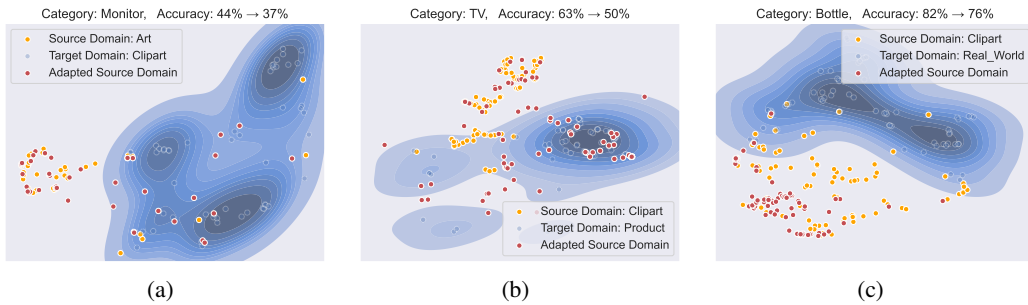 Category: Monitor, Accuracy: 44% → 37%
Source Domain: Art
Target Domain: Clipart
Adapted Source Domain
(a)
Category: TV, Accuracy: 63% → 50%
Source Domain: Clipart
Target Domain: Product
Adapted Source Domain
(b)
Category: Bottle, Accuracy: 82% → 76%
Source Domain: Clipart
Target Domain: Real_World
Adapted Source Domain
(c)